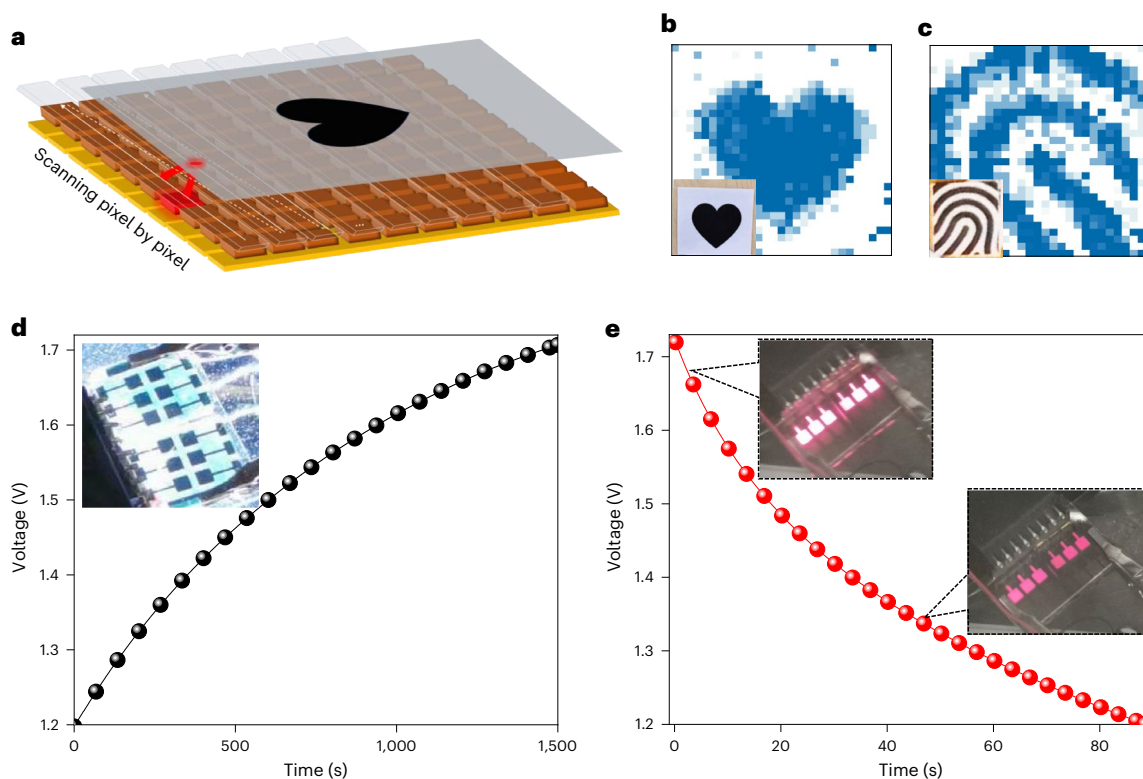 a
Scanning pixel by pixel
b
c
d
Voltage (V)
1.7
1.6
1.5
1.4
1.3
1.2
0
500
1,000
1,500
Time (s)
e
Voltage (V)
1.7
1.6
1.5
1.4
1.3
1.2
0
20
40
60
80
Time (s)